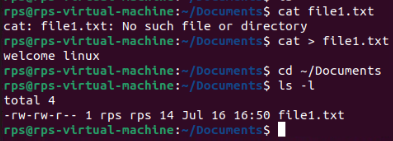 rps@rps-virtual-machine:~/Documents$ cat file1.txt
cat: file1.txt: No such file or directory
rps@rps-virtual-machine:~/Documents$ cat > file1.txt
welcome linux
rps@rps-virtual-machine:~/Documents$ cd ~/Documents
rps@rps-virtual-machine:~/Documents$ ls -l
total 4
-rw-rw-r-- 1 rps rps 14 Jul 16 16:50 file1.txt
rps@rps-virtual-machine:~/Documents$